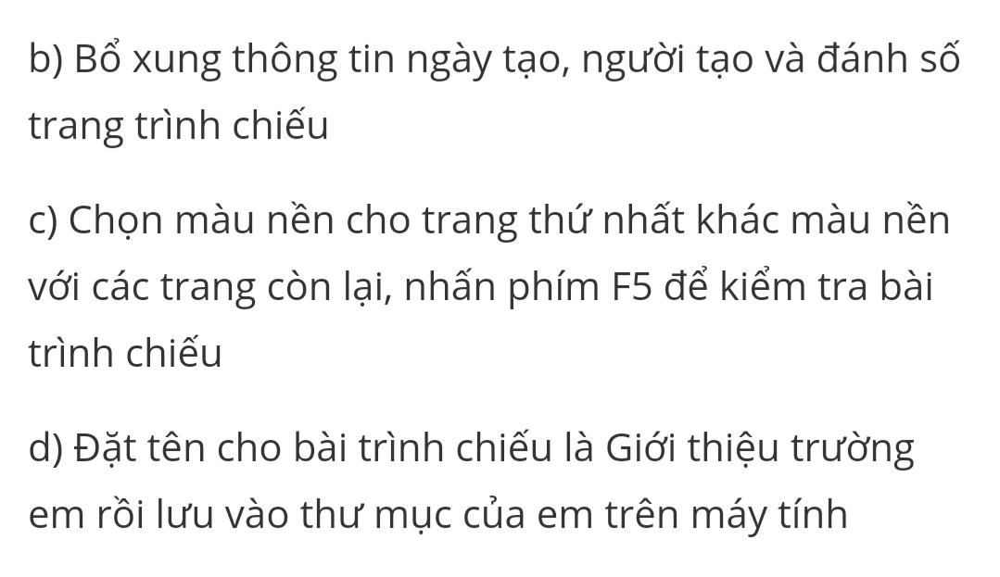 b) Bổ xung thông tin ngày tạo, người tạo và đánh số
trang trình chiếu
c) Chọn màu nền cho trang thứ nhất khác màu nền
với các trang còn lại, nhấn phím F5 để kiểm tra bài
trình chiếu
d) Đặt tên cho bài trình chiếu là Giới thiệu trường
em rồi lưu vào thư mục của em trên máy tính